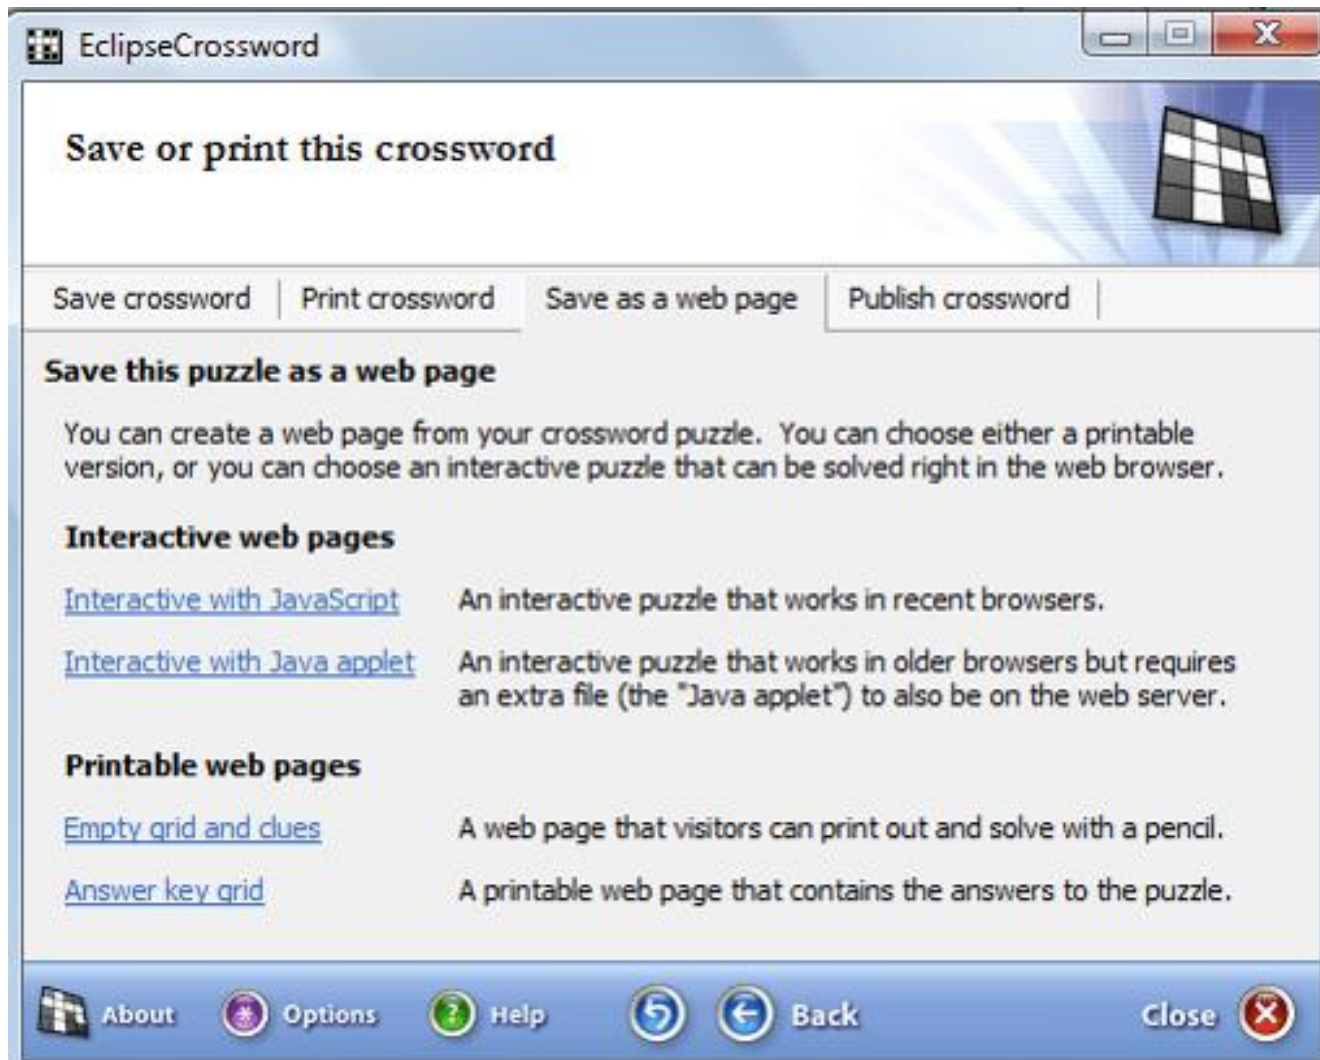 EclipseCrossword
Save or print this crossword
Save crossword Print crossword Save as a web page Publish crossword
Save this puzzle as a web page
You can create a web page from your crossword puzzle. You can choose either a printable
version, or you can choose an interactive puzzle that can be solved right in the web browser.
Interactive web pages
Interactive with JavaScript An interactive puzzle that works in recent browsers.
Interactive with Java applet An interactive puzzle that works in older browsers but requires
an extra file (the "Java applet") to also be on the web server.
Printable web pages
Empty grid and clues A web page that visitors can print out and solve with a pencil.
Answer key grid A printable web page that contains the answers to the puzzle.
About Options Help Back Close